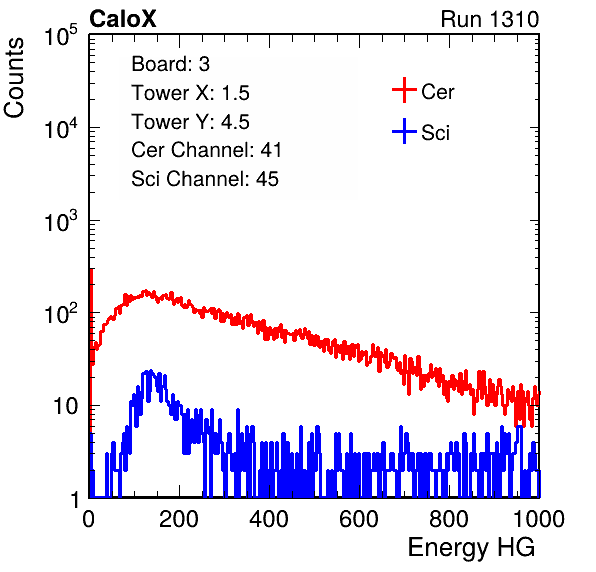 CaloX Run 1310
Counts
Board: 3
Tower X: 1.5
Tower Y: 4.5
Cer Channel: 41
Sci Channel: 45
Cer
Sci
10^5
10^4
10^3
10^2
10
1
0 200 400 600 800 1000
Energy HG